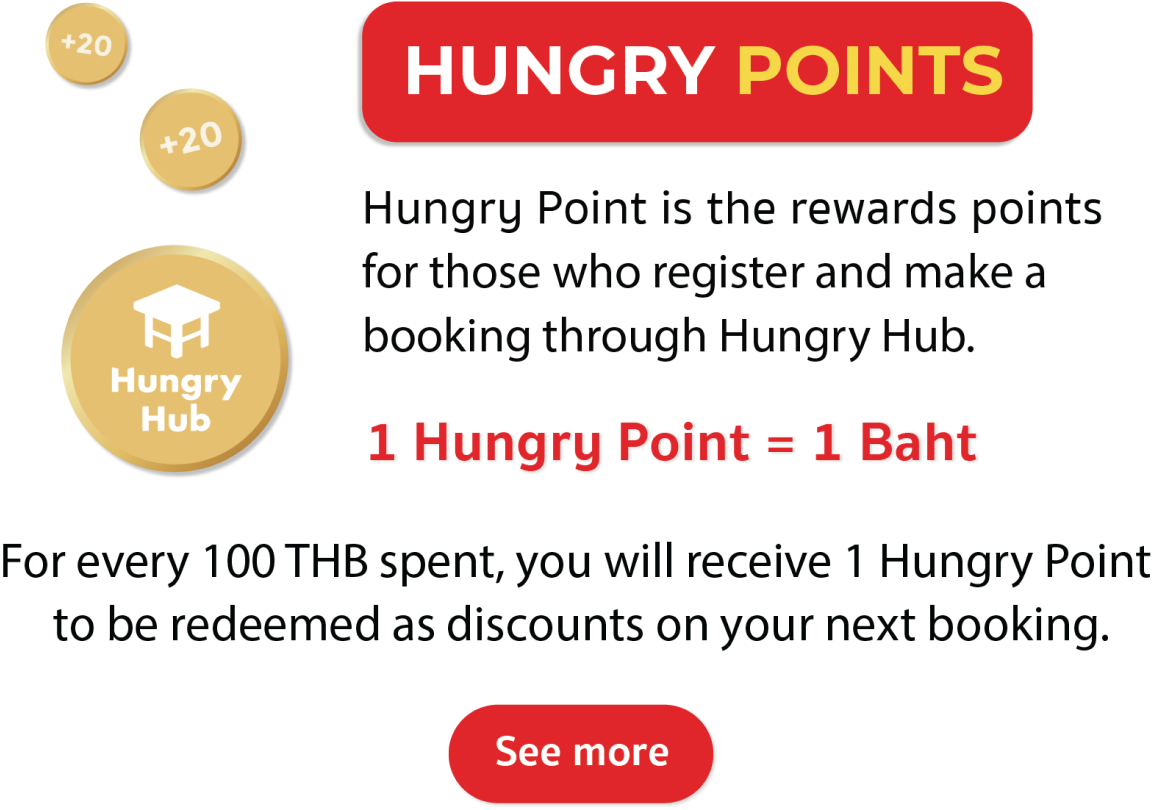 +20
+20
HUNGRY POINTS
Hungry Point is the rewards points
for those who register and make a
booking through Hungry Hub.
Hungry
Hub
1 Hungry Point = 1 Baht
For every 100 THB spent, you will receive 1 Hungry Point
to be redeemed as discounts on your next booking.
See more